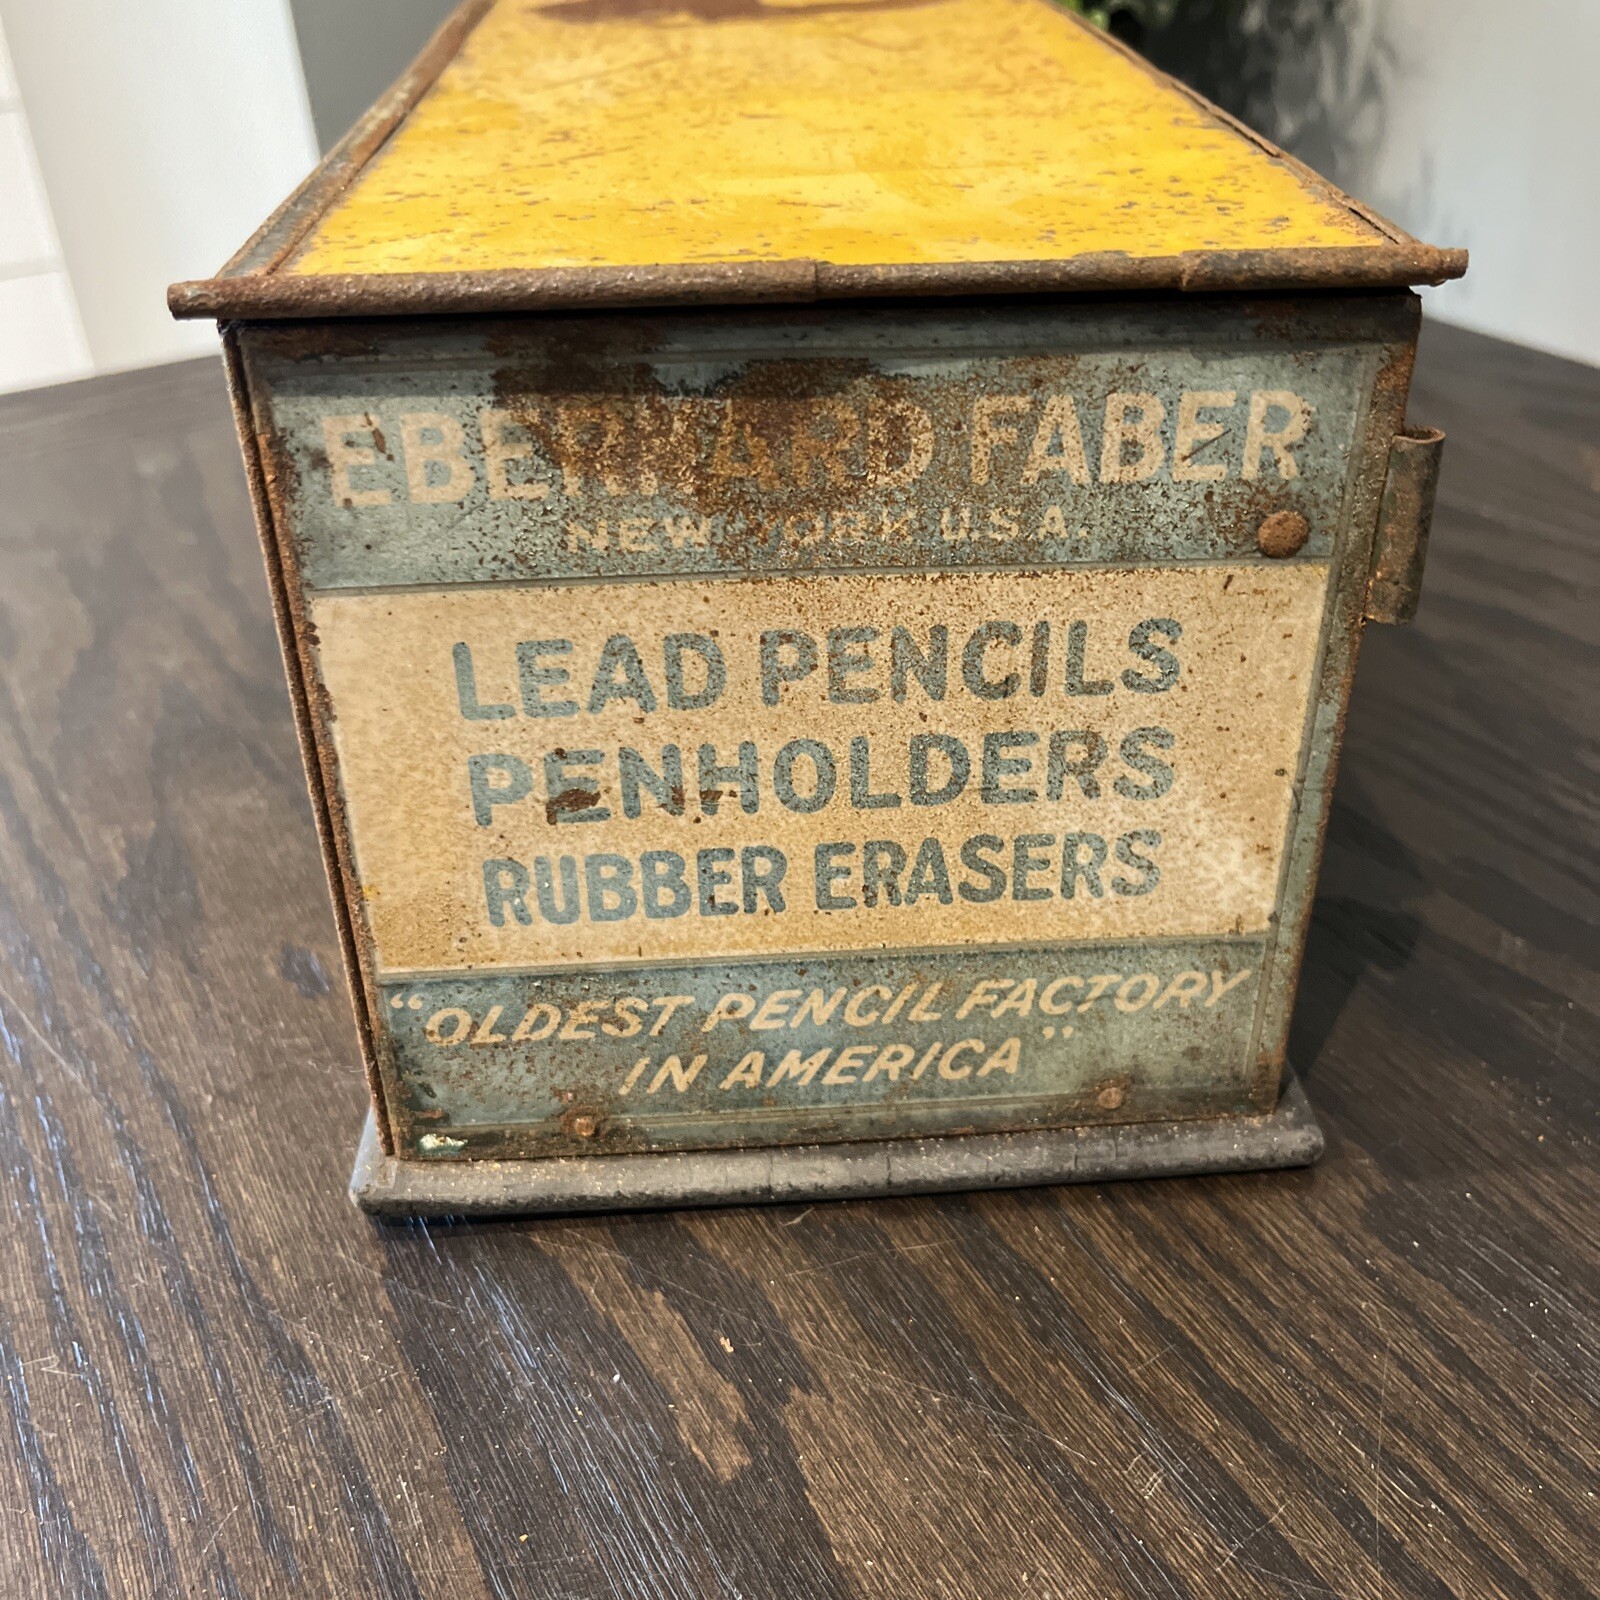 EBERHARD FABER
NEW YORK U.S.A.
LEAD PENCILS
PENHOLDERS
RUBBER ERASERS
"OLDEST PENCIL FACTORY
IN AMERICA"